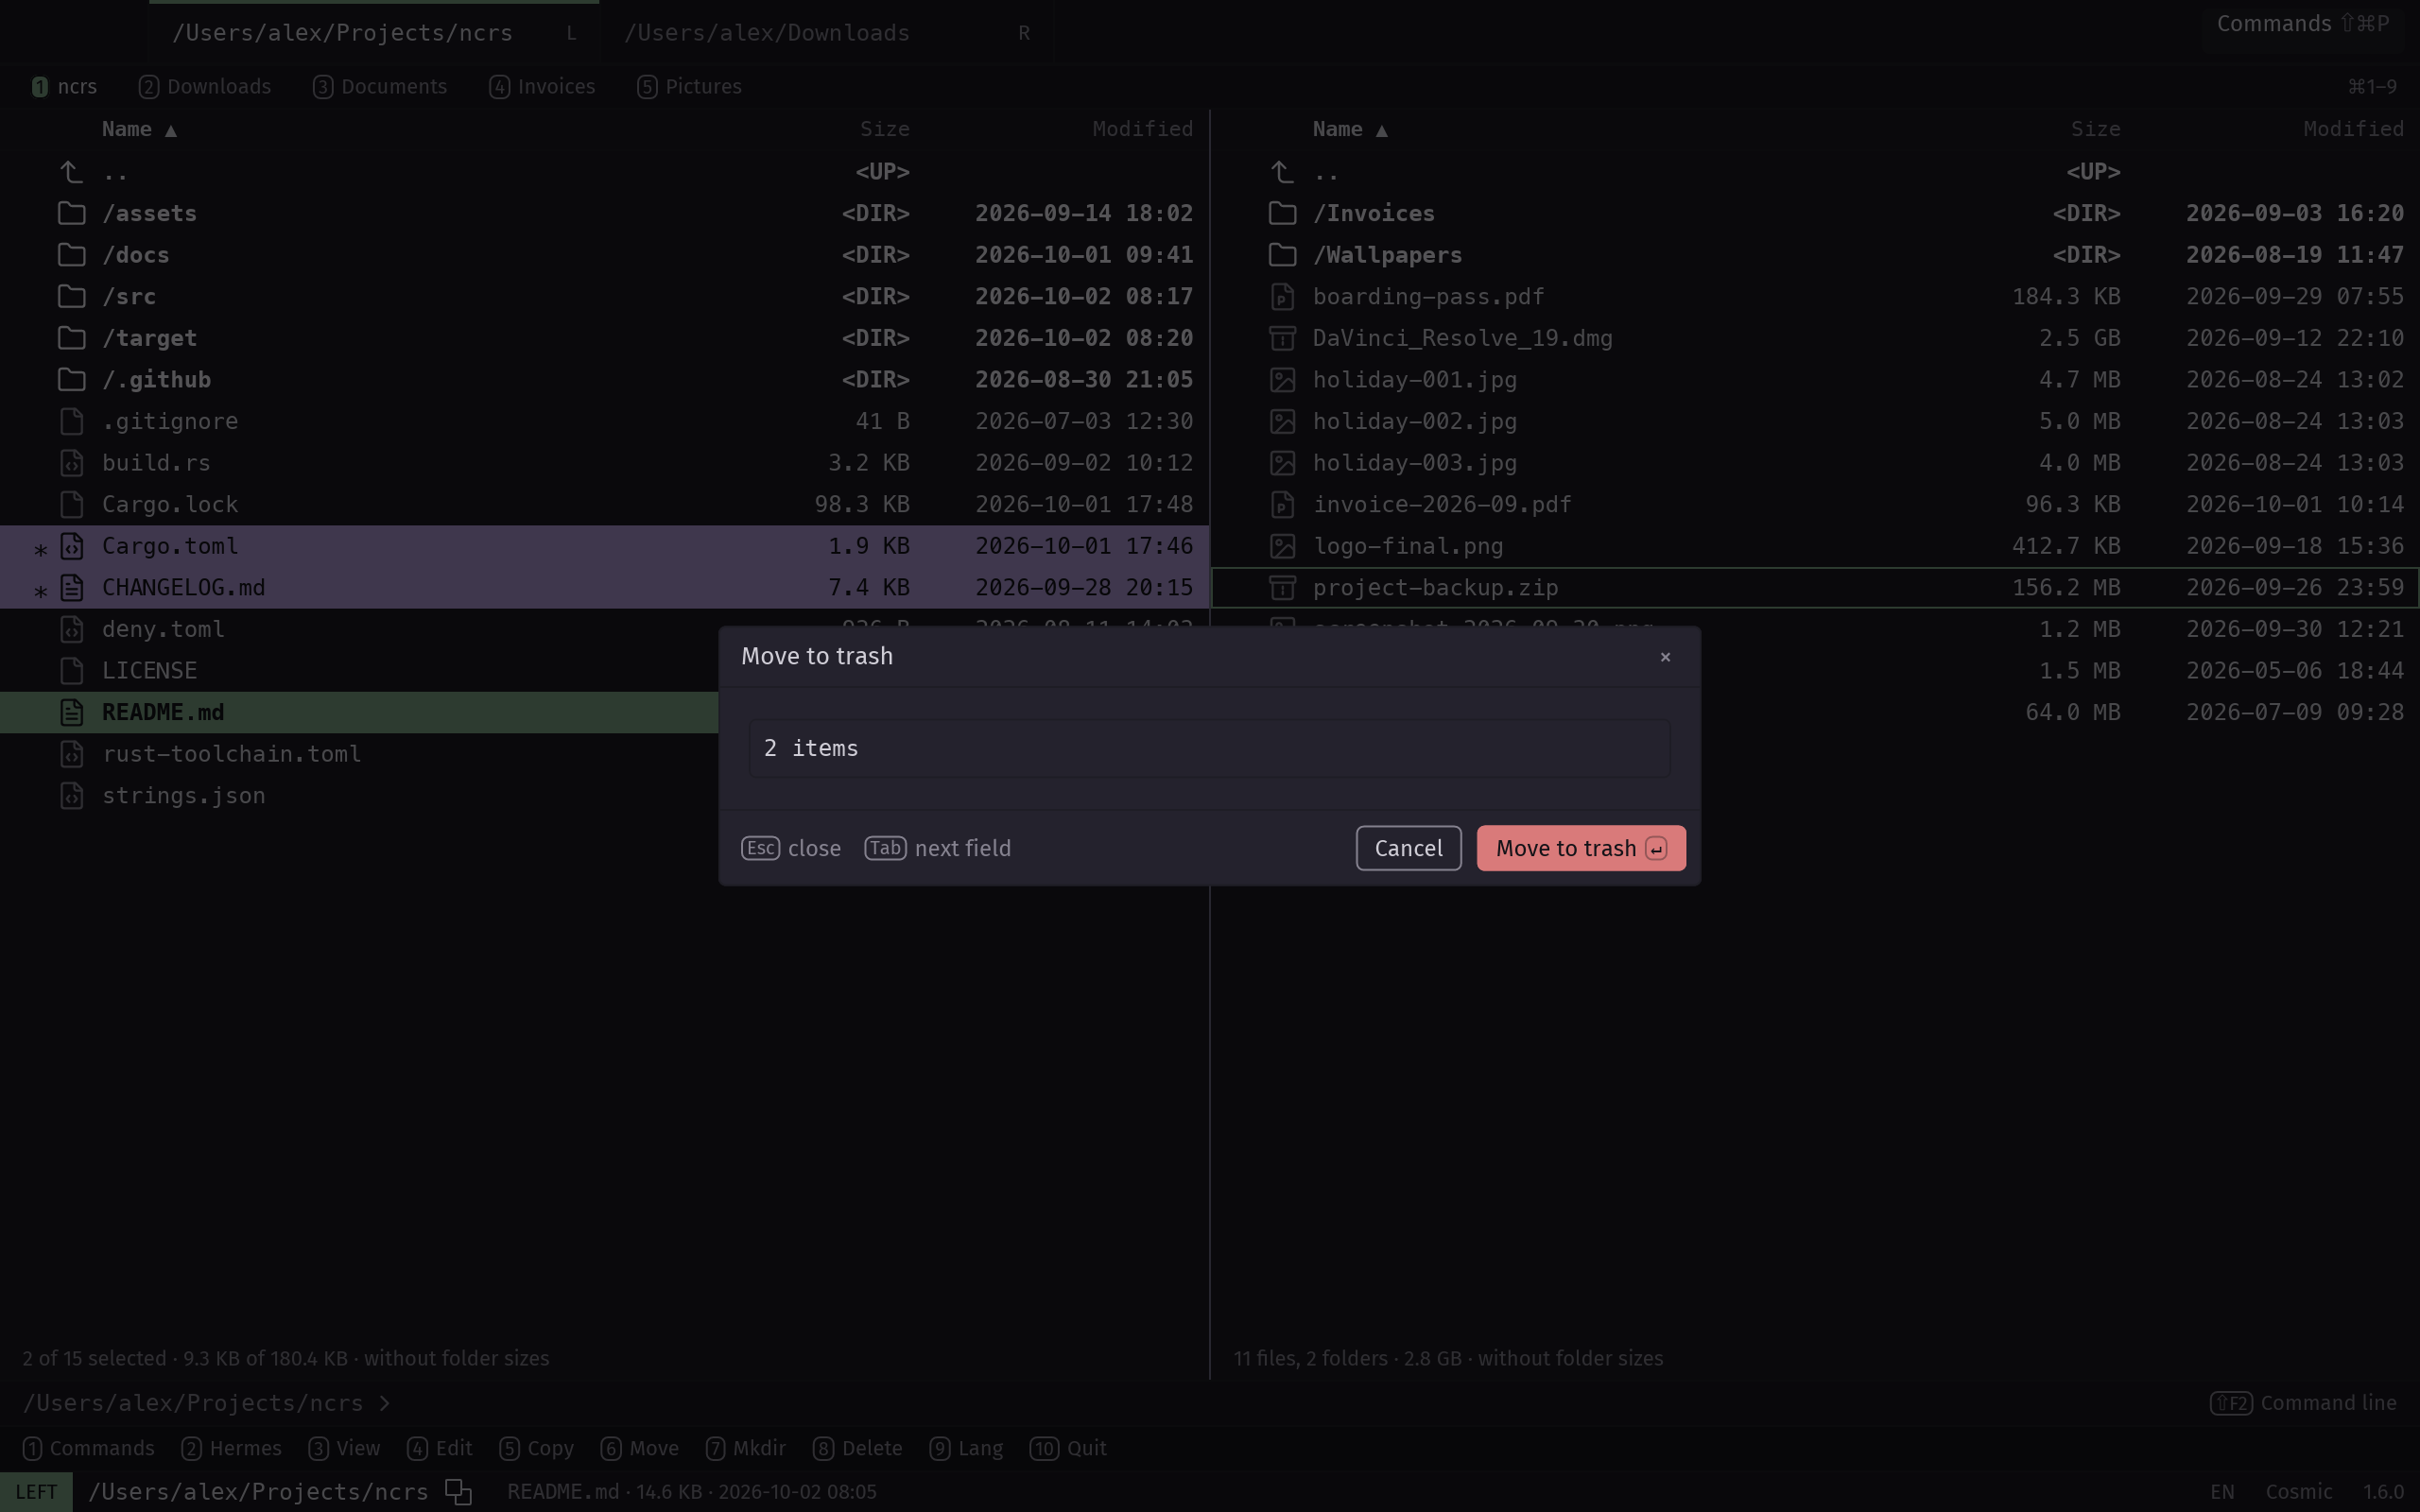 /Users/alex/Projects/ncrs L /Users/alex/Downloads R Commands ⇧⌘P
1 ncrs 2 Downloads 3 Documents 4 Invoices 5 Pictures ⌘1–9
Name ▲ Size Modified
.. <UP>
/assets <DIR> 2026-09-14 18:02
/docs <DIR> 2026-10-01 09:41
/src <DIR> 2026-10-02 08:17
/target <DIR> 2026-10-02 08:20
/.github <DIR> 2026-08-30 21:05
.gitignore 41 B 2026-07-03 12:30
build.rs 3.2 KB 2026-09-02 10:12
Cargo.lock 98.3 KB 2026-10-01 17:48
* Cargo.toml 1.9 KB 2026-10-01 17:46
* CHANGELOG.md 7.4 KB 2026-09-28 20:15
deny.toml
LICENSE
README.md
rust-toolchain.toml
strings.json
Name ▲ Size Modified
.. <UP>
/Invoices <DIR> 2026-09-03 16:20
/Wallpapers <DIR> 2026-08-19 11:47
boarding-pass.pdf 184.3 KB 2026-09-29 07:55
DaVinci_Resolve_19.dmg 2.5 GB 2026-09-12 22:10
holiday-001.jpg 4.7 MB 2026-08-24 13:02
holiday-002.jpg 5.0 MB 2026-08-24 13:03
holiday-003.jpg 4.0 MB 2026-08-24 13:03
invoice-2026-09.pdf 96.3 KB 2026-10-01 10:14
logo-final.png 412.7 KB 2026-09-18 15:36
project-backup.zip 156.2 MB 2026-09-26 23:59
1.2 MB 2026-09-30 12:21
1.5 MB 2026-05-06 18:44
64.0 MB 2026-07-09 09:28
Move to trash ×
2 items
Esc close Tab next field Cancel Move to trash ↵
2 of 15 selected · 9.3 KB of 180.4 KB · without folder sizes
11 files, 2 folders · 2.8 GB · without folder sizes
/Users/alex/Projects/ncrs > ⇧F2 Command line
1 Commands 2 Hermes 3 View 4 Edit 5 Copy 6 Move 7 Mkdir 8 Delete 9 Lang 10 Quit
LEFT /Users/alex/Projects/ncrs README.md · 14.6 KB · 2026-10-02 08:05 EN Cosmic 1.6.0